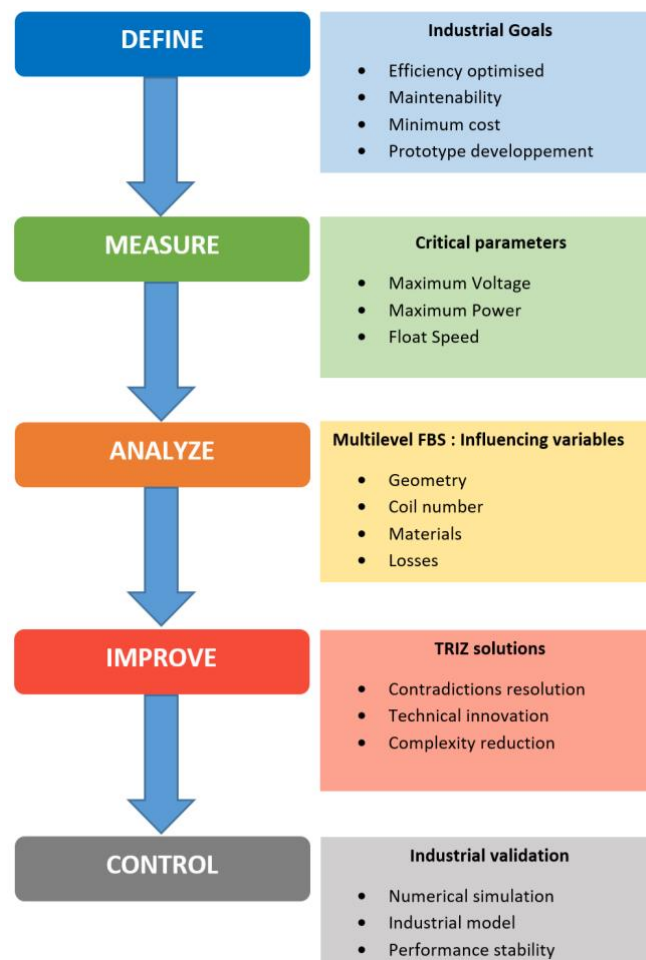 DEFINE
Industrial Goals
• Efficiency optimised
• Maintenability
• Minimum cost
• Prototype developpement
MEASURE
Critical parameters
• Maximum Voltage
• Maximum Power
• Float Speed
ANALYZE
Multilevel FBS : Influencing variables
• Geometry
• Coil number
• Materials
• Losses
IMPROVE
TRIZ solutions
• Contradictions resolution
• Technical innovation
• Complexity reduction
CONTROL
Industrial validation
• Numerical simulation
• Industrial model
• Performance stability